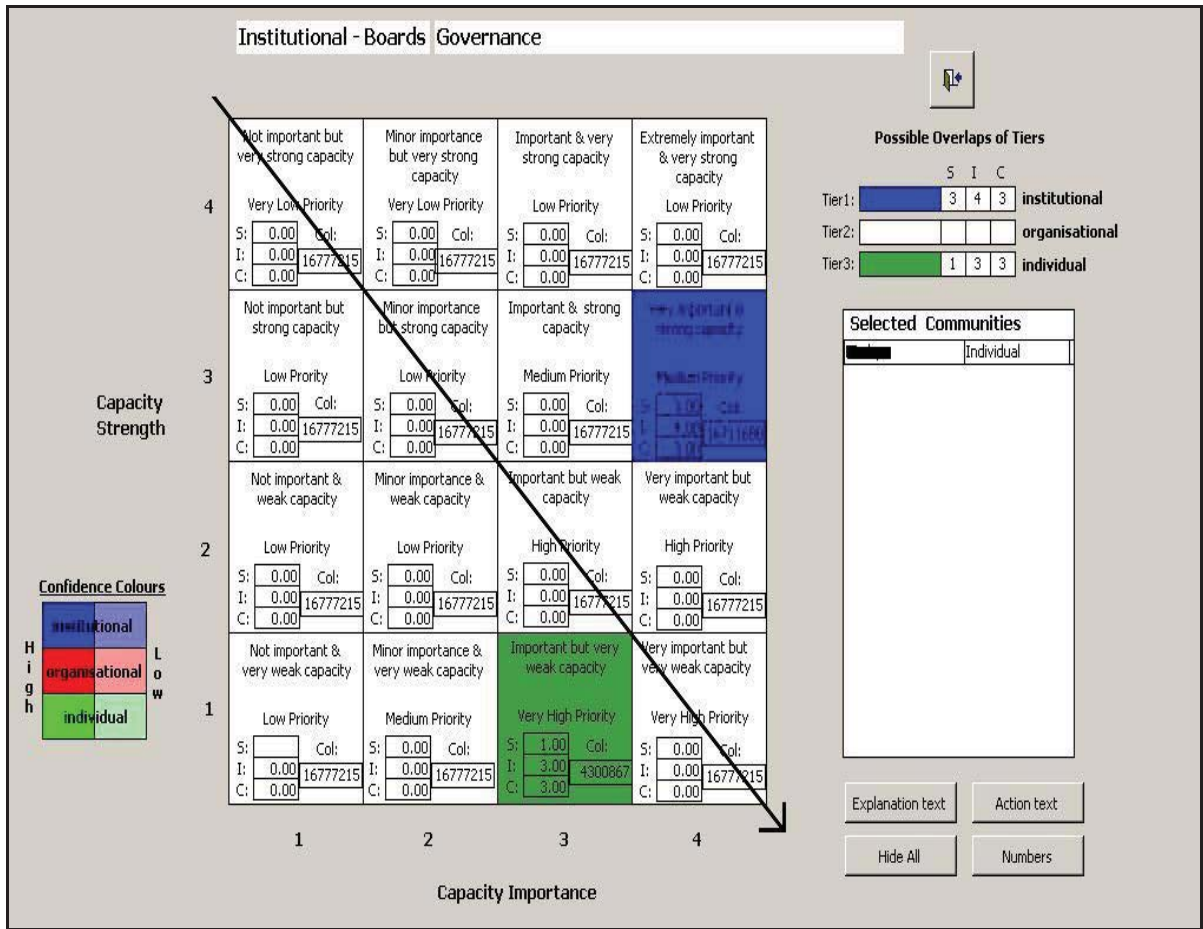 Institutional - Boards Governance
Possible Overlaps of Tiers
S I C
Tier1: 3 4 3 institutional
Tier2: organisational
Tier3: 1 3 3 individual
Selected Communities
Individual
Explanation text
Action text
Hide All
Numbers
Capacity
Strength
4
Not important but
very strong capacity
Very Low Priority
S: 0.00 Col:
I: 0.00 16777215
C: 0.00
Minor importance
but very strong
capacity
Very Low Priority
S: 0.00 Col:
I: 0.00 16777215
C: 0.00
Important & very
strong capacity
Low Priority
S: 0.00 Col:
I: 0.00 16777215
C: 0.00
Extremely important
& very strong
capacity
Low Priority
S: 0.00 Col:
I: 0.00 16777215
C: 0.00
3
Not important but
strong capacity
Low Prority
S: 0.00 Col:
I: 0.00 16777215
C: 0.00
Minor importance
but strong capacity
Low Priority
S: 0.00 Col:
I: 0.00 16777215
C: 0.00
Important & strong
capacity
Medium Priority
S: 0.00 Col:
I: 0.00 16777215
C: 0.00
strong capacity
Medium Priority
2
Not important &
weak capacity
Low Priority
S: 0.00 Col:
I: 0.00 16777215
C: 0.00
Minor importance &
weak capacity
Low Priority
S: 0.00 Col:
I: 0.00 16777215
C: 0.00
Important but weak
capacity
High Priority
S: 0.00 Col:
I: 0.00 16777215
C: 0.00
Very important but
weak capacity
High Priority
S: 0.00 Col:
I: 0.00 16777215
C: 0.00
1
Not important &
very weak capacity
Low Priority
S: Col:
I: 0.00 16777215
C: 0.00
Minor importance &
very weak capacity
Medium Priority
S: 0.00 Col:
I: 0.00 16777215
C: 0.00
Important but very
weak capacity
Very High Priority
S: 1.00 Col:
I: 3.00 4300867
C: 3.00
Very important but
very weak capacity
Very High Priority
S: 0.00 Col:
I: 0.00 16777215
C: 0.00
1 2 3 4
Capacity Importance
Confidence Colours
High
institutional
organisational
individual
Low